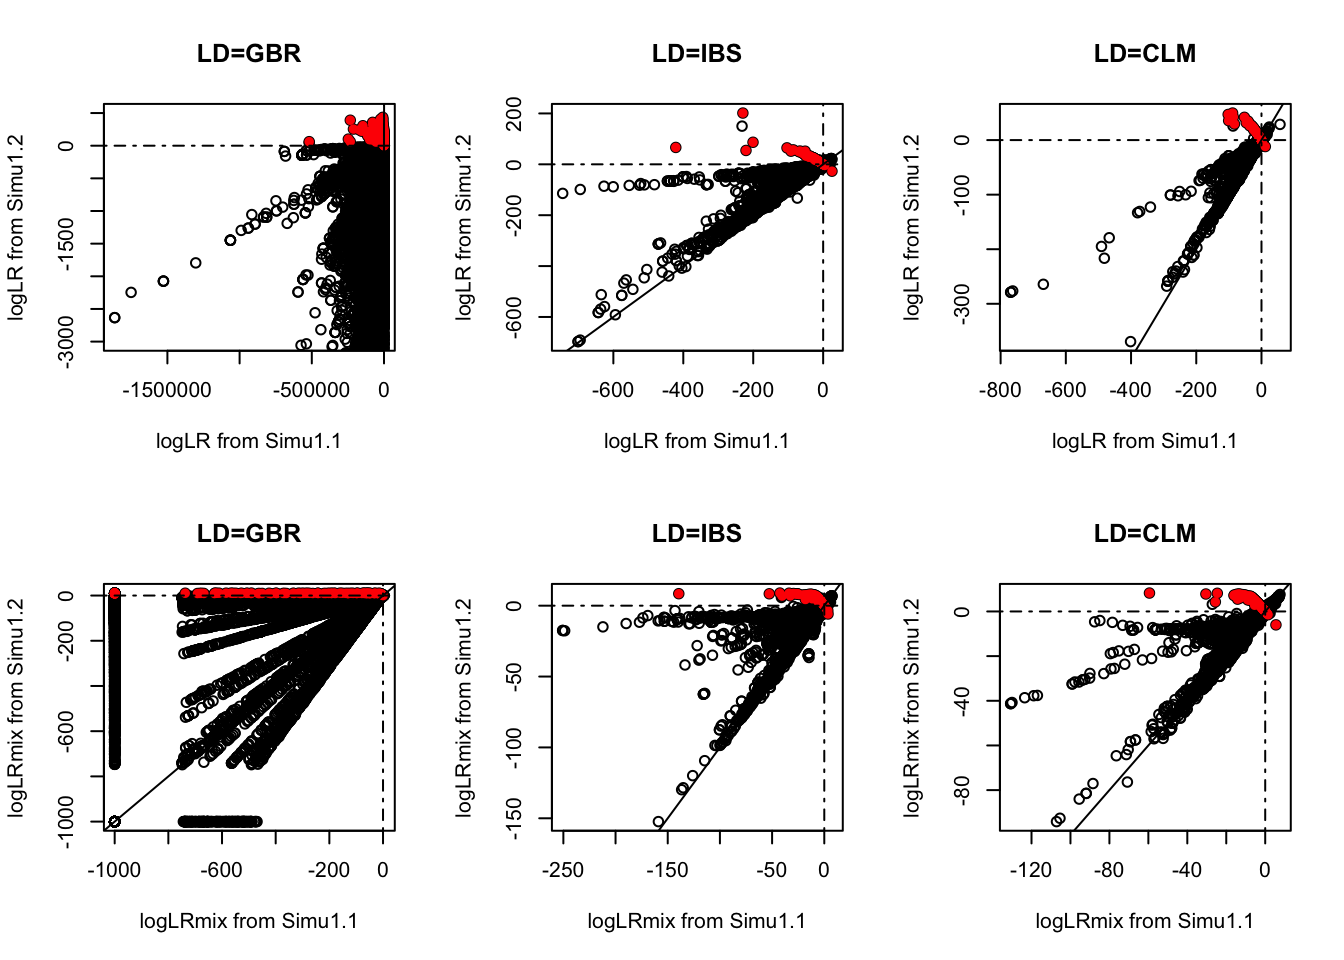 LD=GBR
logLR from Simu1.2
0
-1500
-3000
-1500000
-500000
0
logLR from Simu1.1
LD=IBS
logLR from Simu1.2
200
0
-200
-600
-600
-400
-200
0
logLR from Simu1.1
LD=CLM
logLR from Simu1.2
0
-100
-300
-800
-600
-400
-200
0
logLR from Simu1.1
LD=GBR
logLRmix from Simu1.2
0
-200
-600
-1000
-1000
-600
-200
0
logLRmix from Simu1.1
LD=IBS
logLRmix from Simu1.2
0
-50
-100
-150
-250
-150
-50
0
logLRmix from Simu1.1
LD=CLM
logLRmix from Simu1.2
0
-40
-80
-120
-80
-40
0
logLRmix from Simu1.1